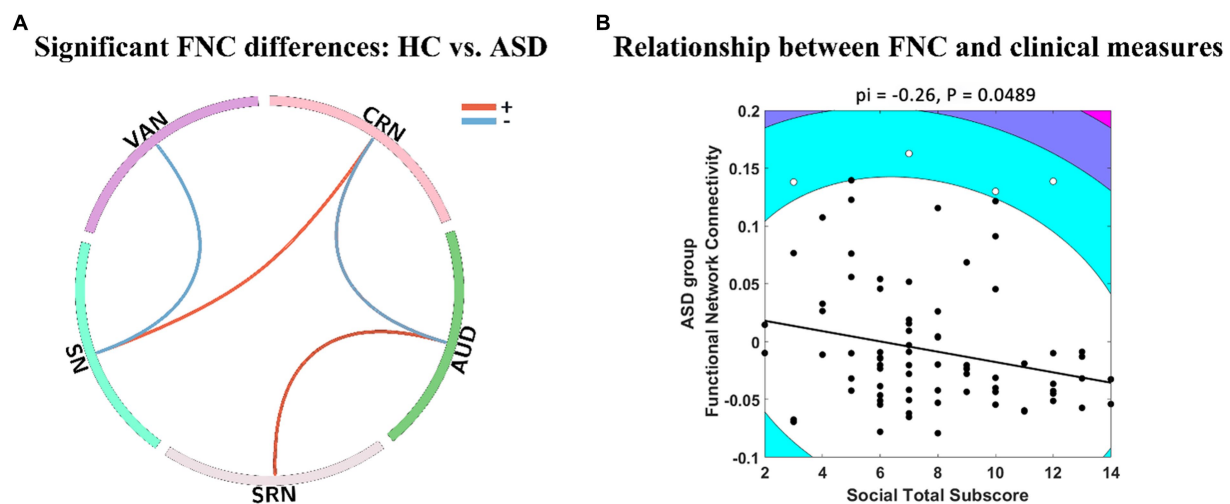 A
Significant FNC differences: HC vs. ASD
VAN
CRN
+
-
SN
AUD
SRN
B
Relationship between FNC and clinical measures
pi = -0.26, P = 0.0489
ASD group
Functional Network Connectivity
0.2
0.15
0.1
0.05
0
-0.05
-0.1
2 4 6 8 10 12 14
Social Total Subscore